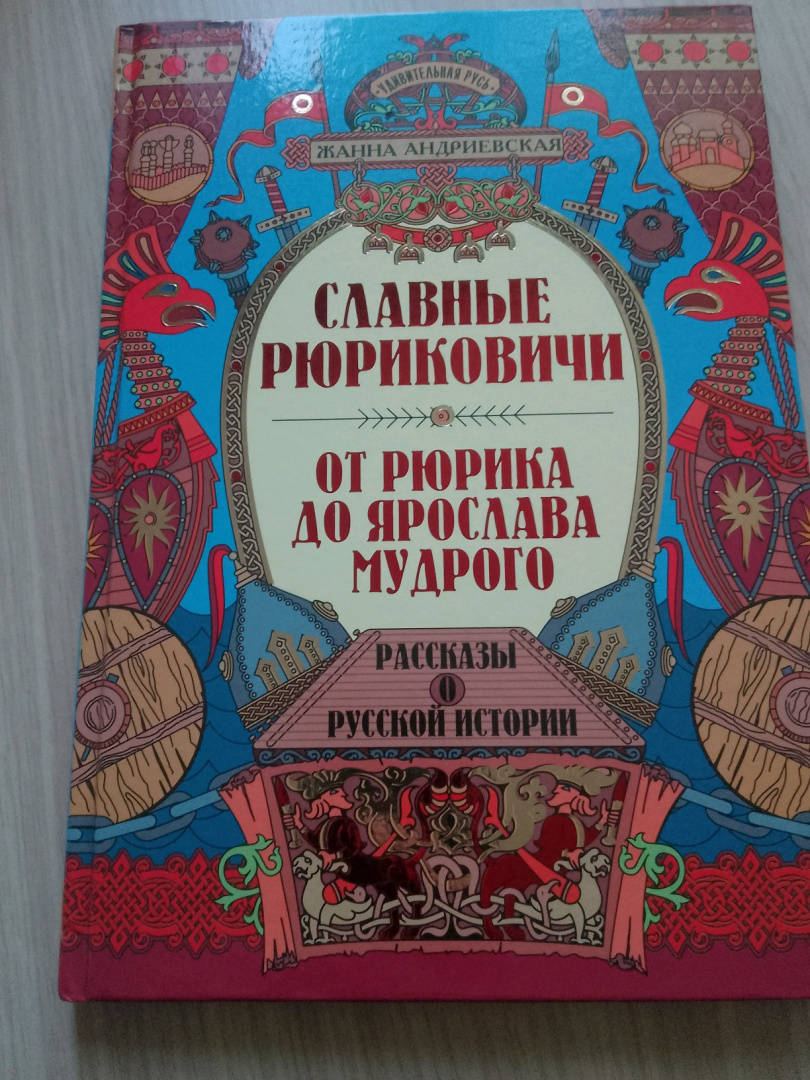 УДИВИТЕЛЬНАЯ РУСЬ
ЖАННА АНДРИЕВСКАЯ
СЛАВНЫЕ
РЮРИКОВИЧИ
ОТ РЮРИКА
ДО ЯРОСЛАВА
МУДРОГО
РАССКАЗЫ
О
РУССКОЙ ИСТОРИИ